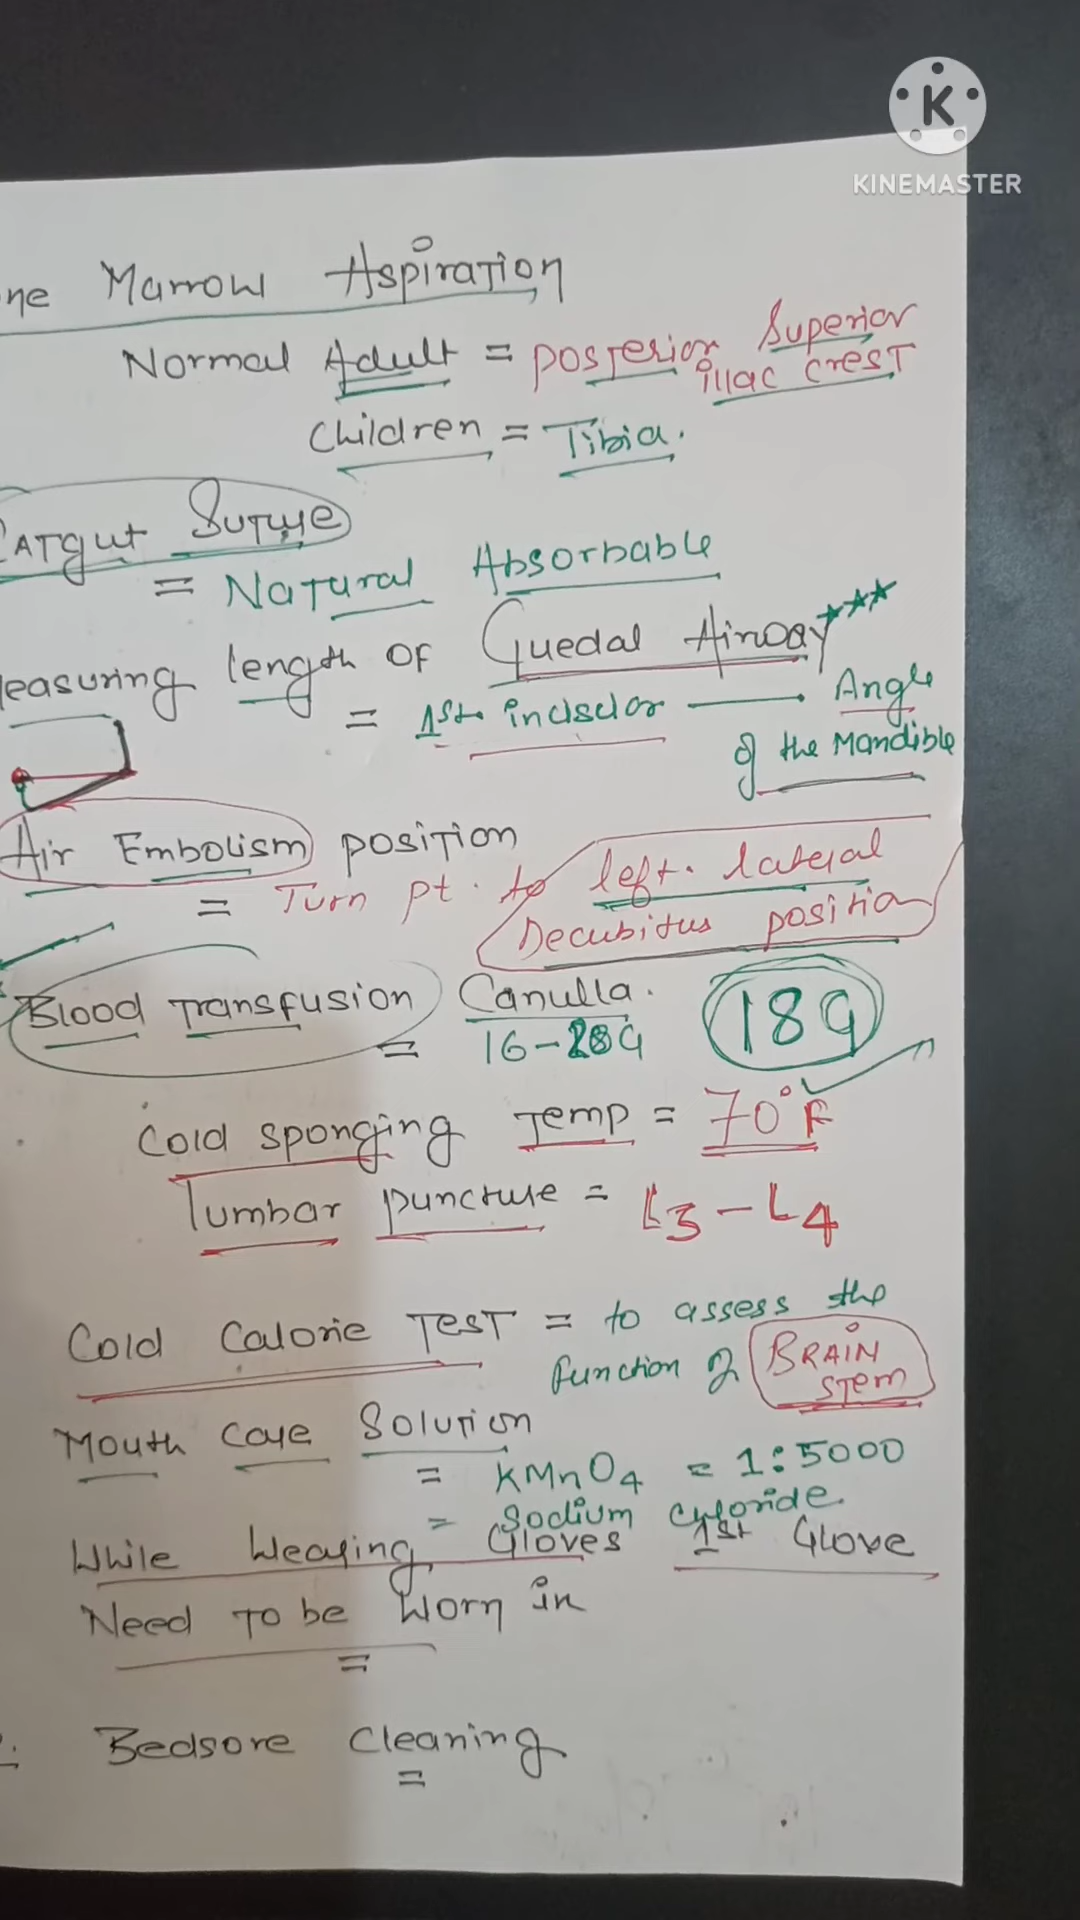 K
KINEMASTER
ne Marrow Aspiration
Normal Adult = Posterior Superior
illac crest
Children = Tibia.
Catgut Suture
= Natural Absorbable
Measuring length of Guedal Airway ***
= 1st incisior — Angle
of the Mandible
Air Embolism position
= Turn pt. to left lateral
Decubitus position
Blood Transfusion Canulla.
= 16-18G 18G
Cold sponging Temp = 70°F
lumbar puncture = L3-L4
Cold Calorie Test = to assess the
function of BRAIN
STEM
Mouth care Solution
= KMnO4 = 1:5000
= Sodium chloride
While Wearing Gloves 1st Glove
Need To be Worn in
=
Bedsore Cleaning
=